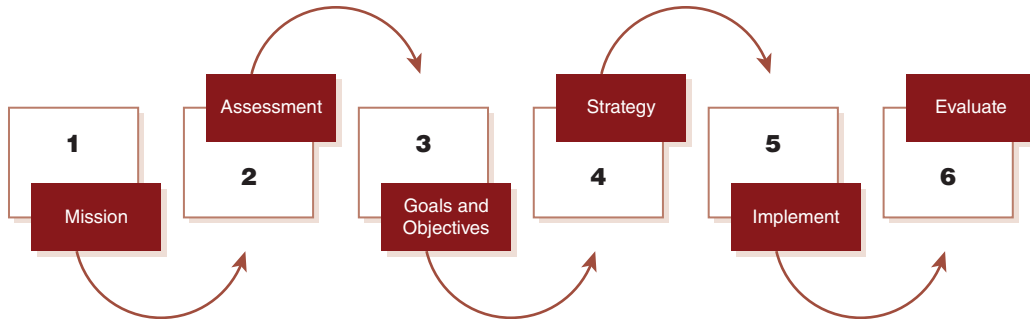 1
Mission
Assessment
2
3
Goals and
Objectives
Strategy
4
5
Implement
Evaluate
6